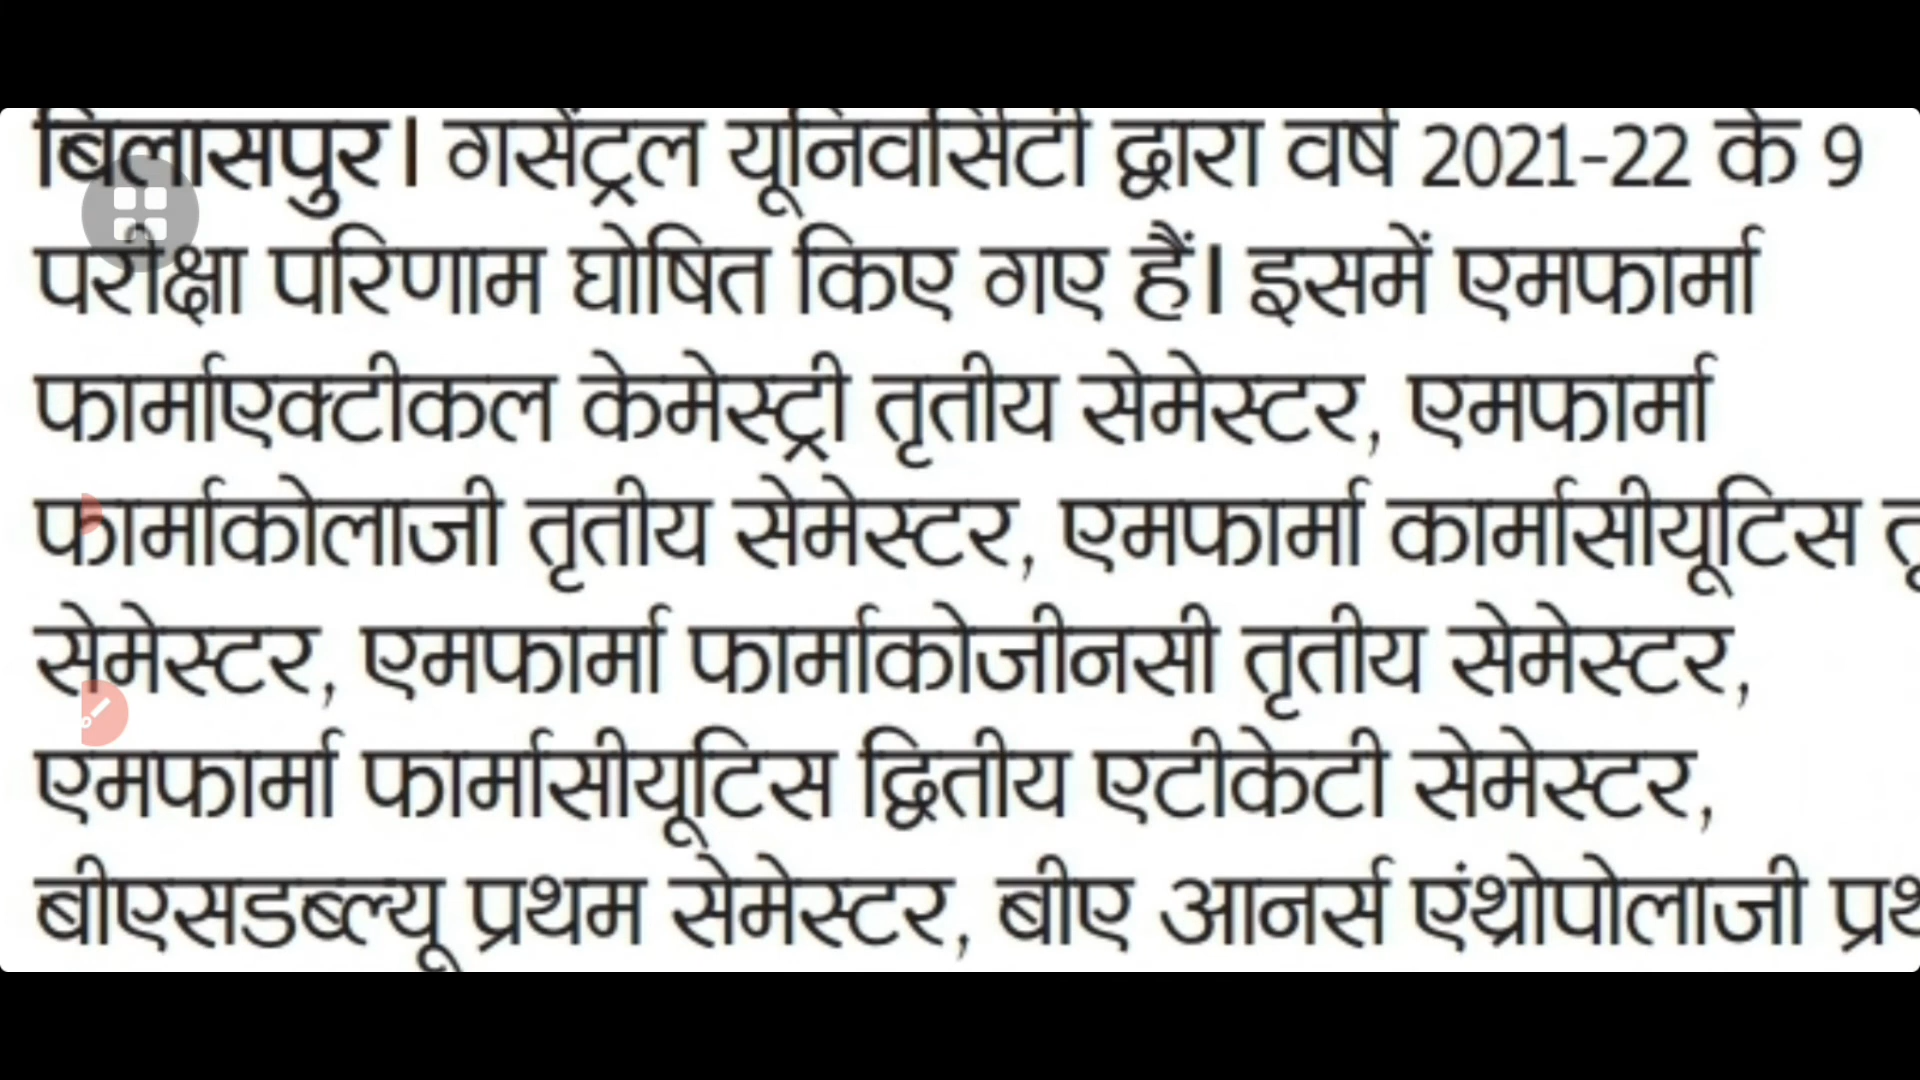 बिलासपुर। गसेंट्रल यूनिवर्सिटी द्वारा वर्ष 2021-22 के 9
परीक्षा परिणाम घोषित किए गए हैं। इसमें एमफार्मा
फार्माएक्टीकल केमेस्ट्री तृतीय सेमेस्टर, एमफार्मा
फार्माकोलाजी तृतीय सेमेस्टर, एमफार्मा कार्मासीयूटिस
सेमेस्टर, एमफार्मा फार्माकोजीनसी तृतीय सेमेस्टर,
एमफार्मा फार्मासीयूटिस द्वितीय एटीकेटी सेमेस्टर,
बीएसडब्ल्यू प्रथम सेमेस्टर, बीए आनर्स एंथ्रोपोलाजी